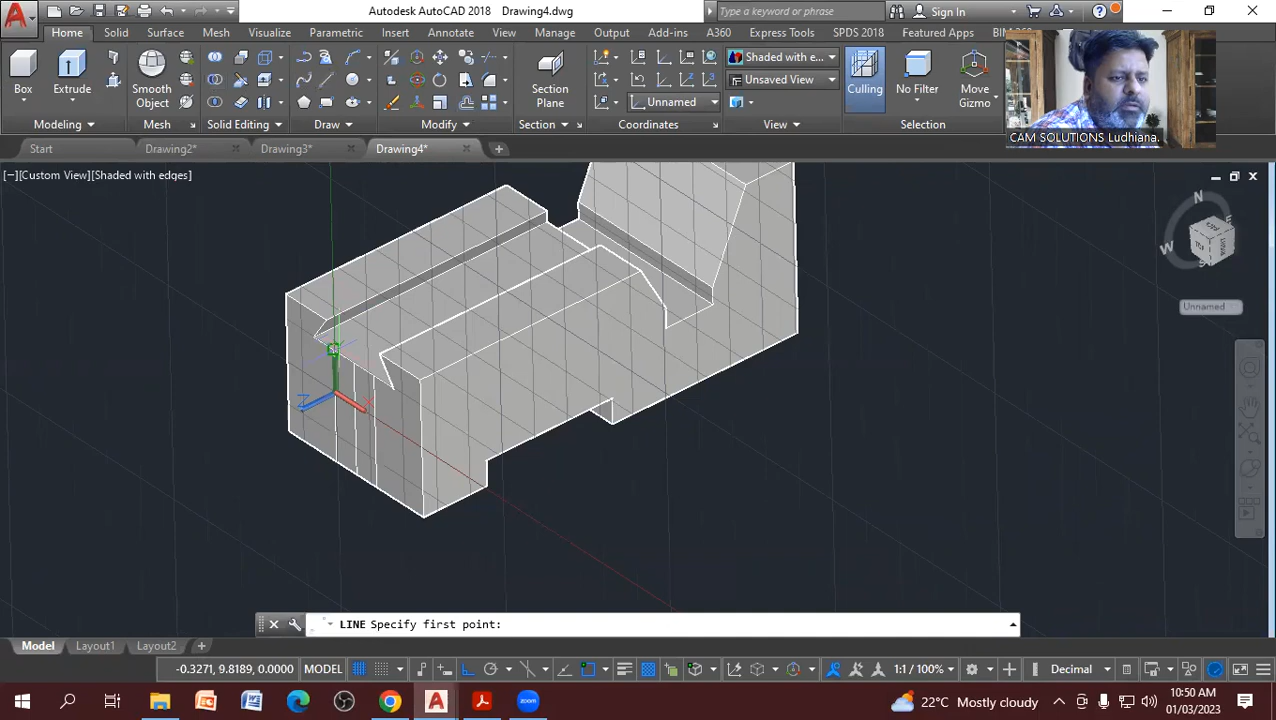 Autodesk AutoCAD 2018 Drawing4.dwg
Type a keyword or phrase
Sign In
Home Solid Surface Mesh Visualize Parametric Insert Annotate View Manage Output Add-ins A360 Express Tools SPDS 2018 Featured Apps BIM 360
Box Extrude Smooth Object Section Plane Shaded with e... Unsaved View Unnamed Culling No Filter Move Gizmo
Modeling Mesh Solid Editing Draw Modify Section Coordinates View Selection
CAM SOLUTIONS Ludhiana.
Start Drawing2* Drawing3* Drawing4*
[−][Custom View][Shaded with edges]
N
W
Unnamed
Z
X
LINE Specify first point:
Model Layout1 Layout2
-0.3271, 9.8189, 0.0000 MODEL 1:1 / 100% Decimal
22°C Mostly cloudy
10:50 AM
01/03/2023